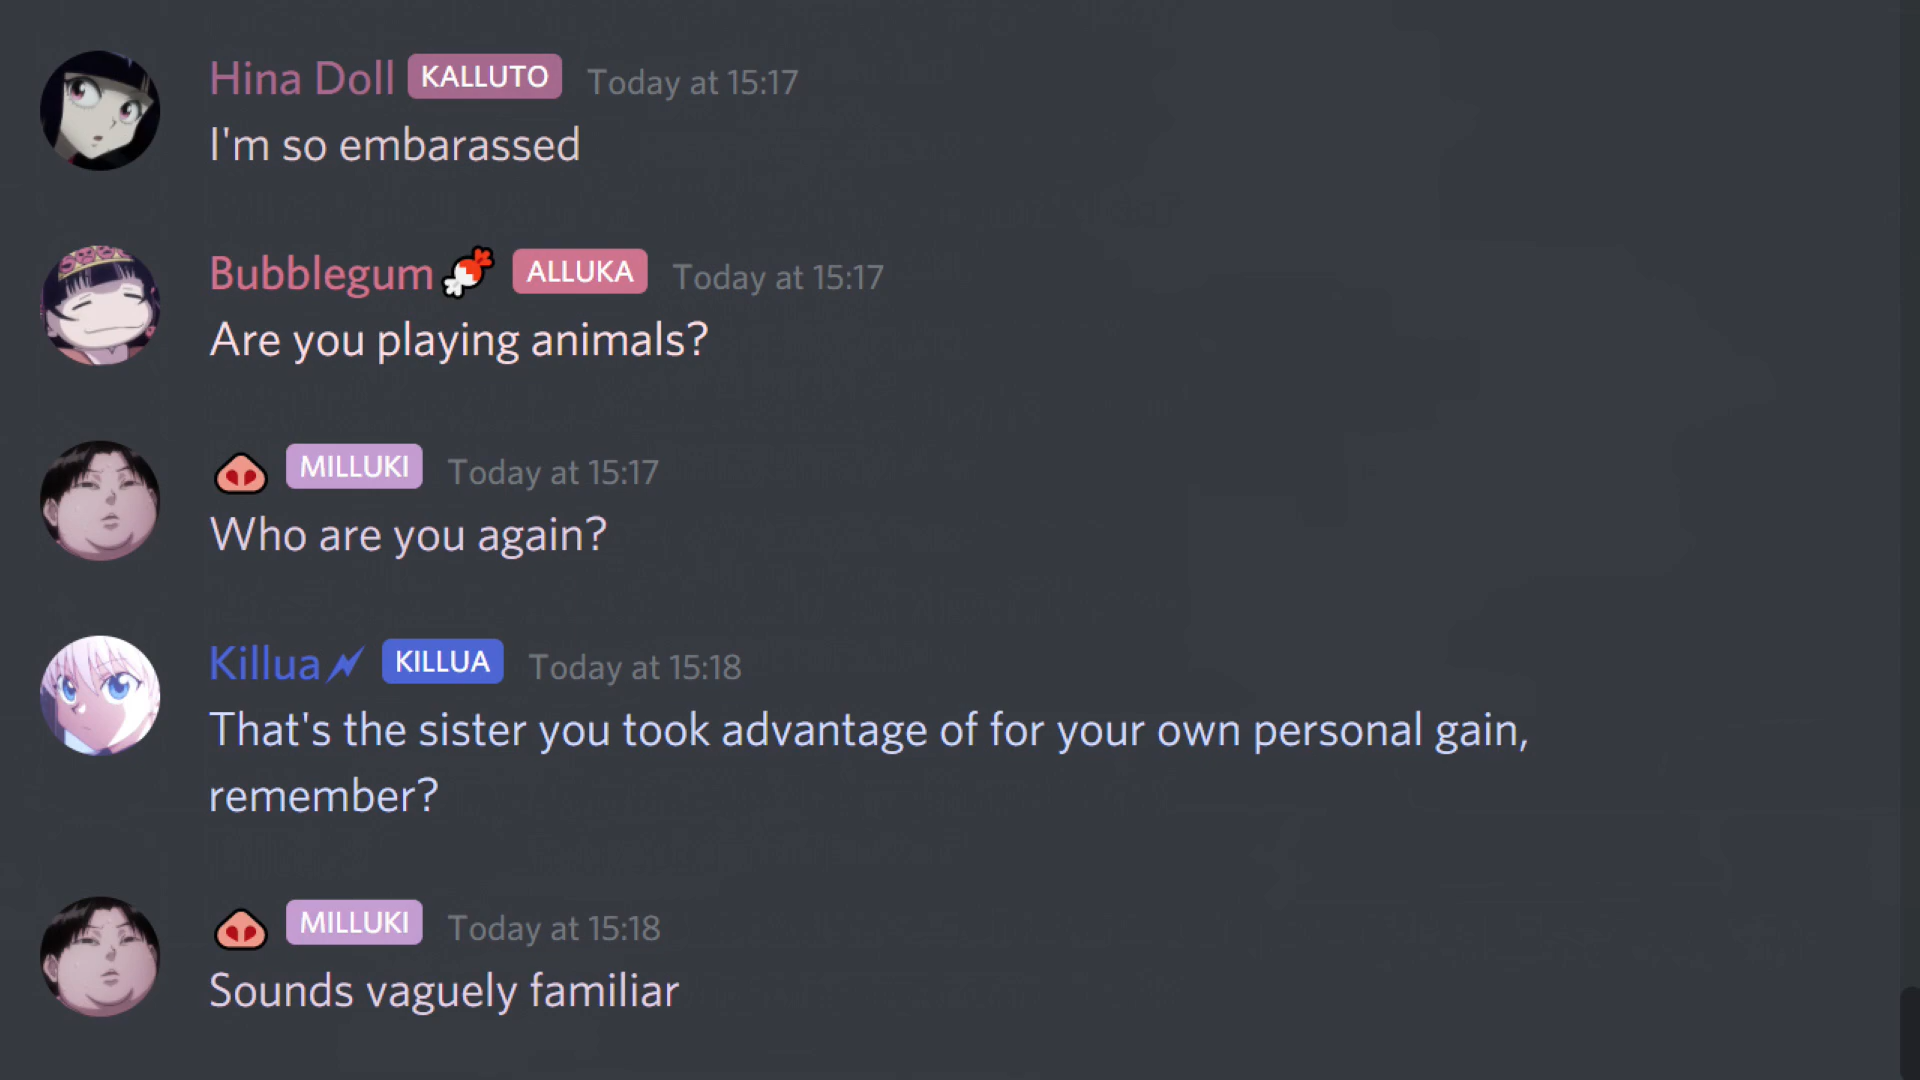 Hina Doll KALLUTO Today at 15:17
I'm so embarassed
Bubblegum ALLUKA Today at 15:17
Are you playing animals?
MILLUKI Today at 15:17
Who are you again?
Killua KILLUA Today at 15:18
That's the sister you took advantage of for your own personal gain,
remember?
MILLUKI Today at 15:18
Sounds vaguely familiar